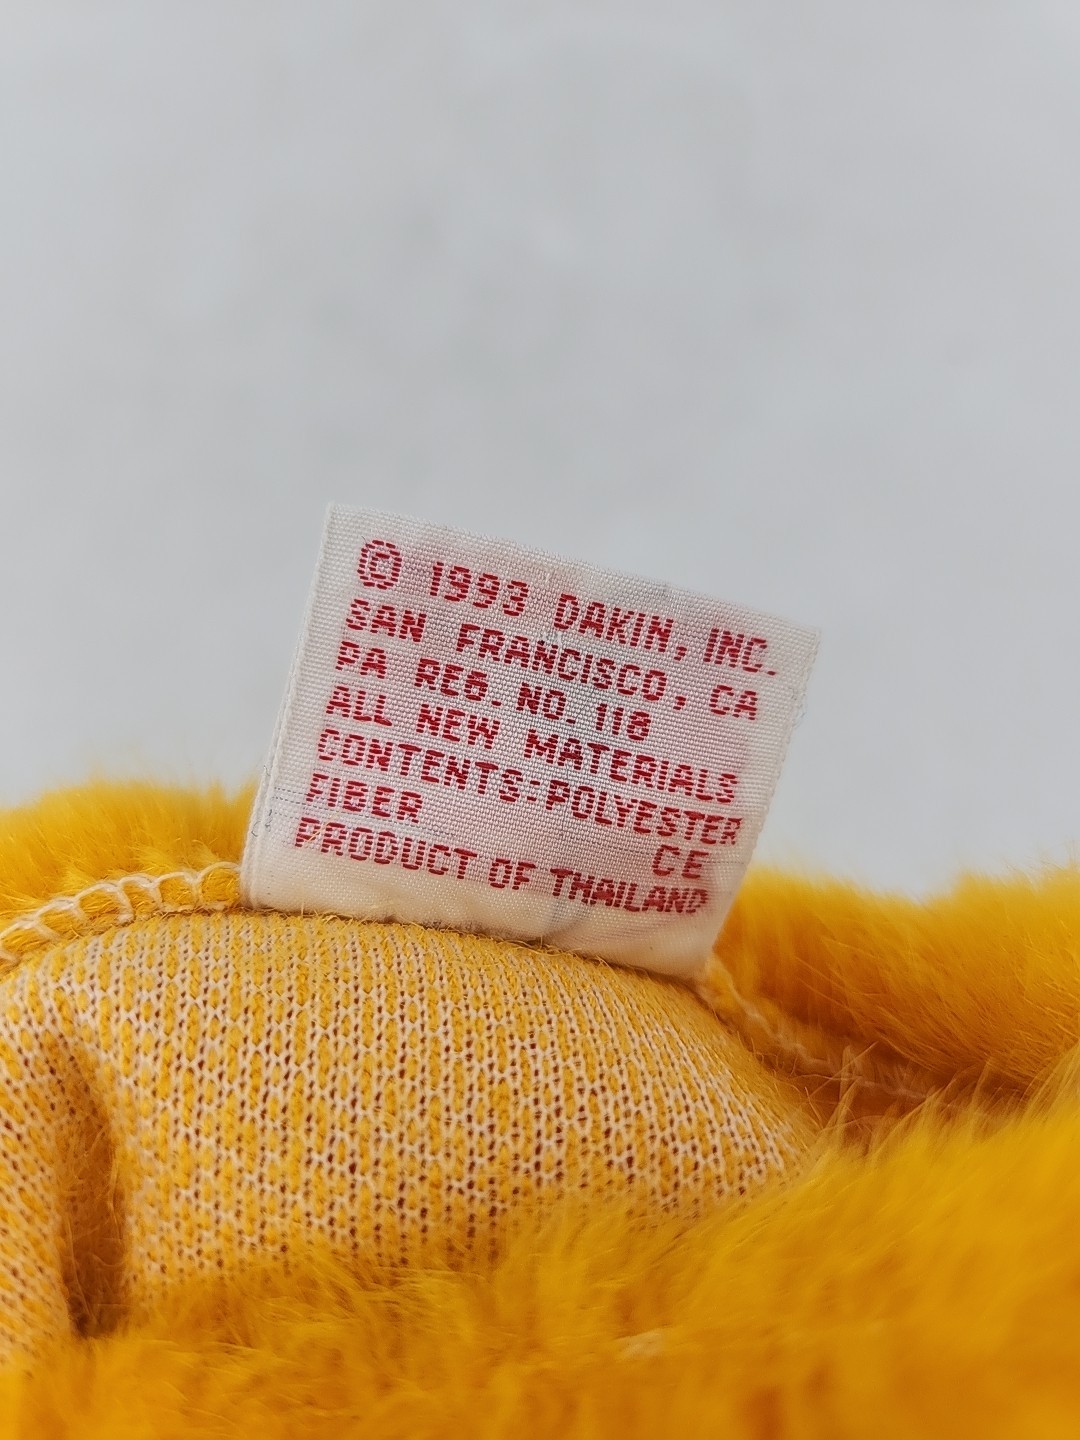 © 1993 DAKIN, INC.
SAN FRANCISCO, CA
PA REG. NO. 118
ALL NEW MATERIALS
CONTENTS:POLYESTER
FIBER CE
PRODUCT OF THAILAND